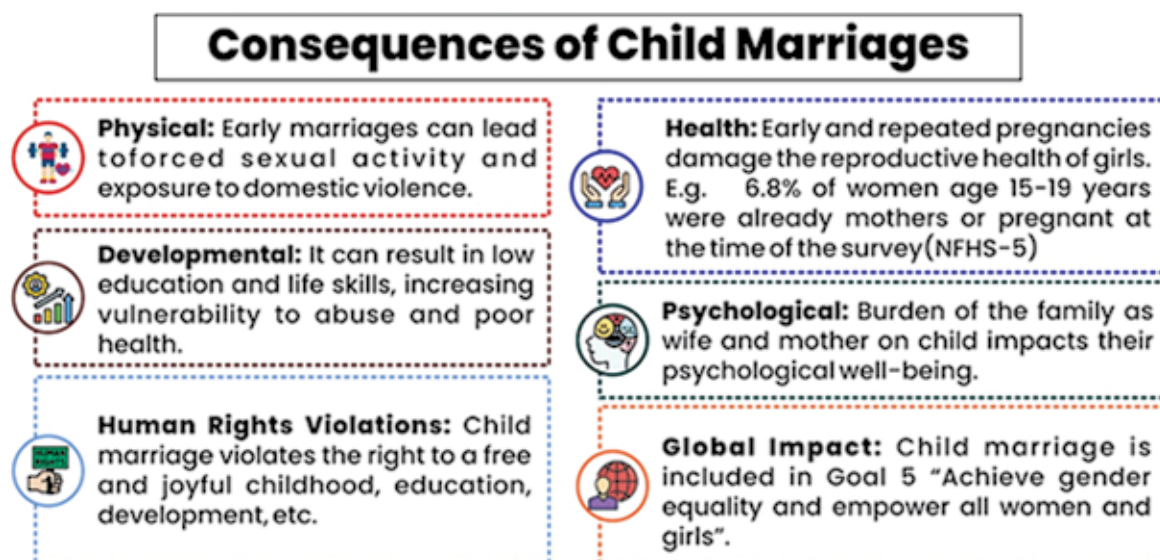 Consequences of Child Marriages
Physical: Early marriages can lead
toforced sexual activity and
exposure to domestic violence.
Developmental: It can result in low
education and life skills, increasing
vulnerability to abuse and poor
health.
Human Rights Violations: Child
marriage violates the right to a free
and joyful childhood, education,
development, etc.
Health: Early and repeated pregnancies
damage the reproductive health of girls.
E.g. 6.8% of women age 15-19 years
were already mothers or pregnant at
the time of the survey(NFHS-5)
Psychological: Burden of the family as
wife and mother on child impacts their
psychological well-being.
Global Impact: Child marriage is
included in Goal 5 “Achieve gender
equality and empower all women and
girls”.
HUMAN
RIGHTS